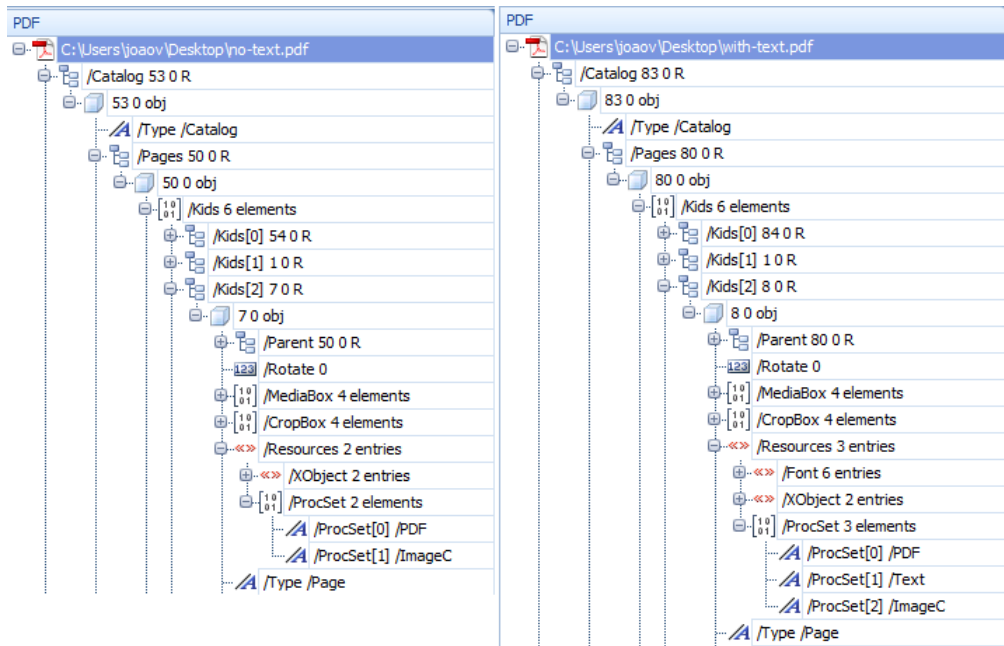 PDF
C:\Users\joaov\Desktop\no-text.pdf
/Catalog 53 0 R
53 0 obj
/Type /Catalog
/Pages 50 0 R
50 0 obj
/Kids 6 elements
/Kids[0] 54 0 R
/Kids[1] 1 0 R
/Kids[2] 7 0 R
7 0 obj
/Parent 50 0 R
123 /Rotate 0
/MediaBox 4 elements
/CropBox 4 elements
/Resources 2 entries
/XObject 2 entries
/ProcSet 2 elements
/ProcSet[0] /PDF
/ProcSet[1] /ImageC
/Type /Page
PDF
C:\Users\joaov\Desktop\with-text.pdf
/Catalog 83 0 R
83 0 obj
/Type /Catalog
/Pages 80 0 R
80 0 obj
/Kids 6 elements
/Kids[0] 84 0 R
/Kids[1] 1 0 R
/Kids[2] 8 0 R
8 0 obj
/Parent 80 0 R
123 /Rotate 0
/MediaBox 4 elements
/CropBox 4 elements
/Resources 3 entries
/Font 6 entries
/XObject 2 entries
/ProcSet 3 elements
/ProcSet[0] /PDF
/ProcSet[1] /Text
/ProcSet[2] /ImageC
/Type /Page